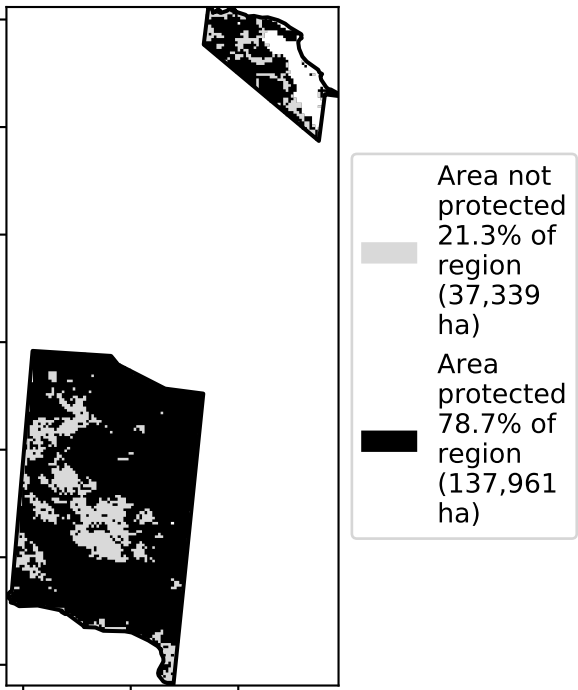 Area not
protected
21.3% of
region
(37,339
ha)
Area
protected
78.7% of
region
(137,961
ha)